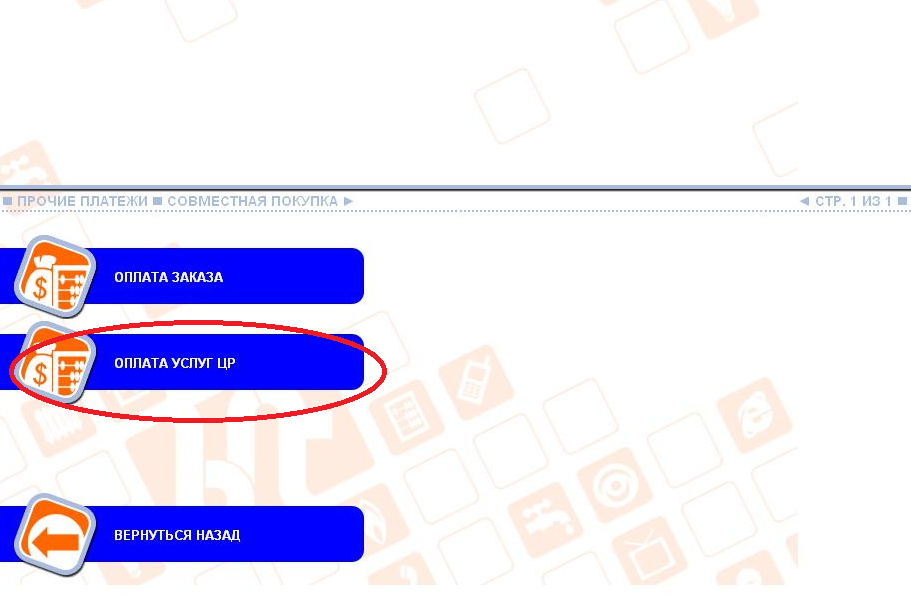 ПРОЧИЕ ПЛАТЕЖИ СОВМЕСТНАЯ ПОКУПКА СТР. 1 ИЗ 1
ОПЛАТА ЗАКАЗА
ОПЛАТА УСЛУГ ЦР
ВЕРНУТЬСЯ НАЗАД